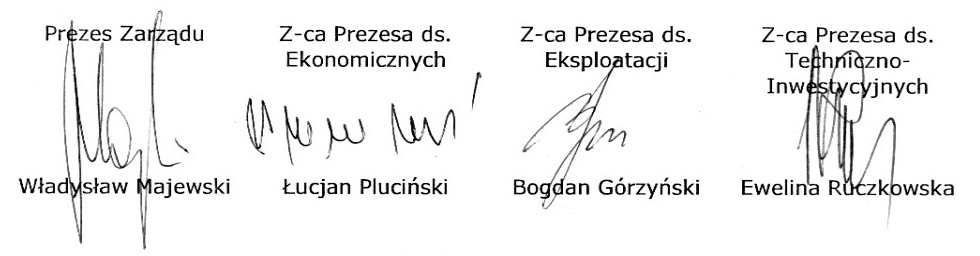 Prezes Zarządu
Z-ca Prezesa ds.
Ekonomicznych
Z-ca Prezesa ds.
Eksploatacji
Z-ca Prezesa ds.
Techniczno-
Inwestycyjnych
Władysław Majewski
Łucjan Pluciński
Bogdan Górzyński
Ewelina Ruczkowska